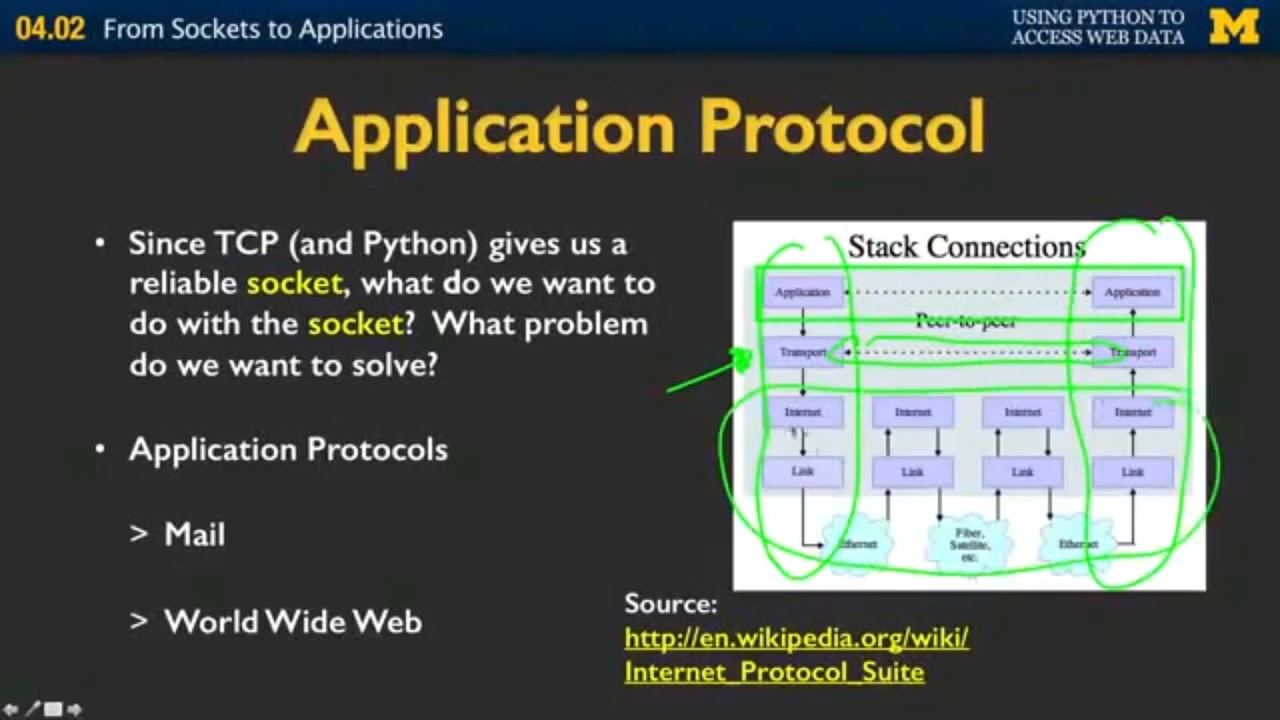 04.02 From Sockets to Applications
USING PYTHON TO
ACCESS WEB DATA
M
Application Protocol
• Since TCP (and Python) gives us a
reliable socket, what do we want to
do with the socket? What problem
do we want to solve?
• Application Protocols
> Mail
> World Wide Web
Stack Connections
Application Application
Peer-to-peer
Transport Transport
Internet Internet Internet Internet
Link Link Link Link
Ethernet
Fiber,
Satellite,
etc.
Ethernet
Source:
http://en.wikipedia.org/wiki/
Internet_Protocol_Suite